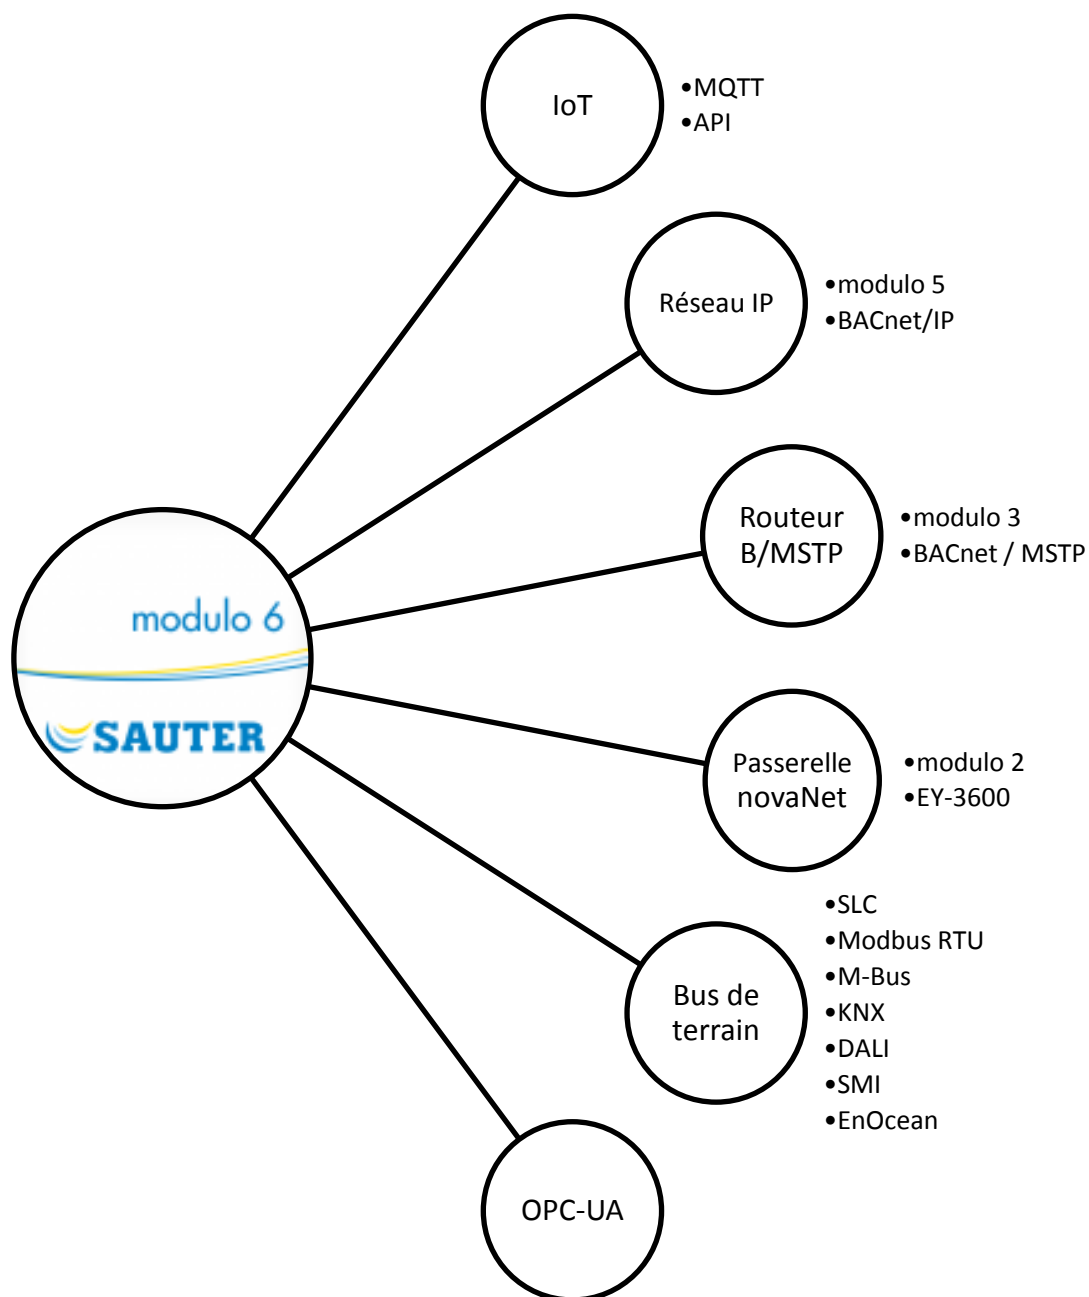 IoT
•MQTT
•API
Réseau IP
•modulo 5
•BACnet/IP
Routeur
B/MSTP
•modulo 3
•BACnet / MSTP
modulo 6
SAUTER
Passerelle
novaNet
•modulo 2
•EY-3600
Bus de
terrain
•SLC
•Modbus RTU
•M-Bus
•KNX
•DALI
•SMI
•EnOcean
OPC-UA